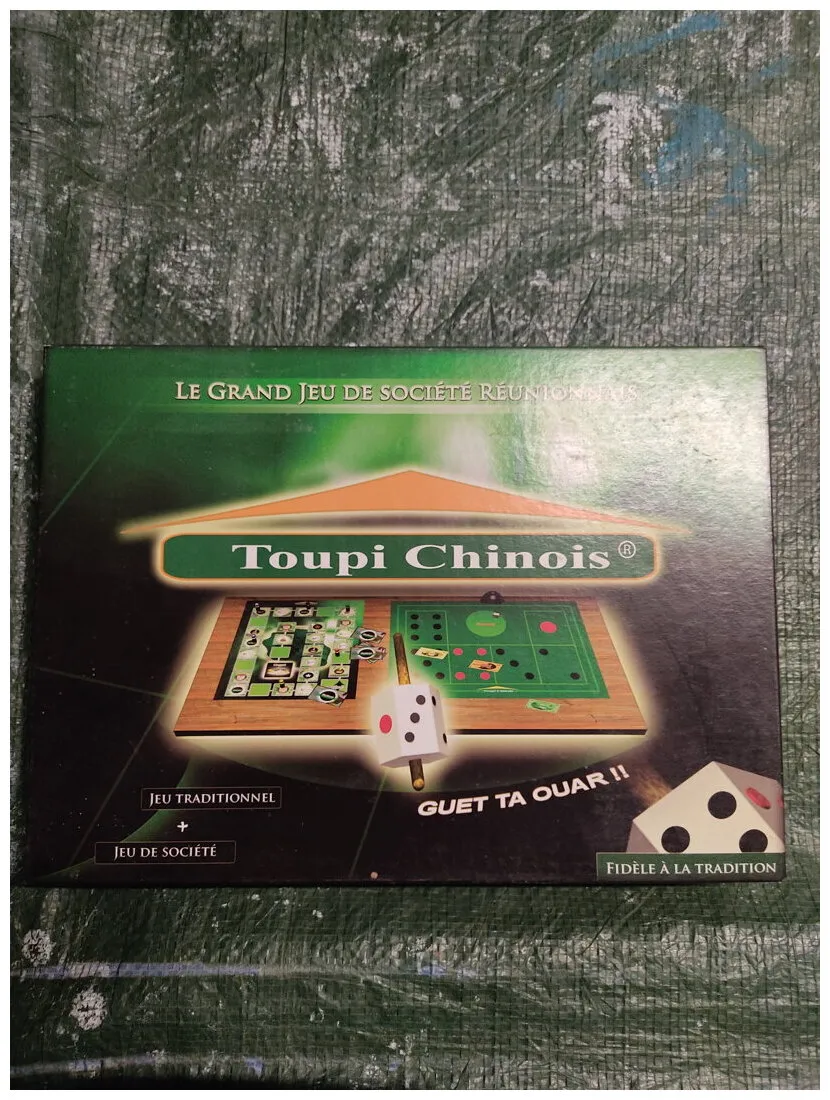 Le Grand Jeu de société Réunionnais
Toupi Chinois ®
GUET TA OUAR !!
Jeu traditionnel
+
Jeu de société
Fidèle à la tradition